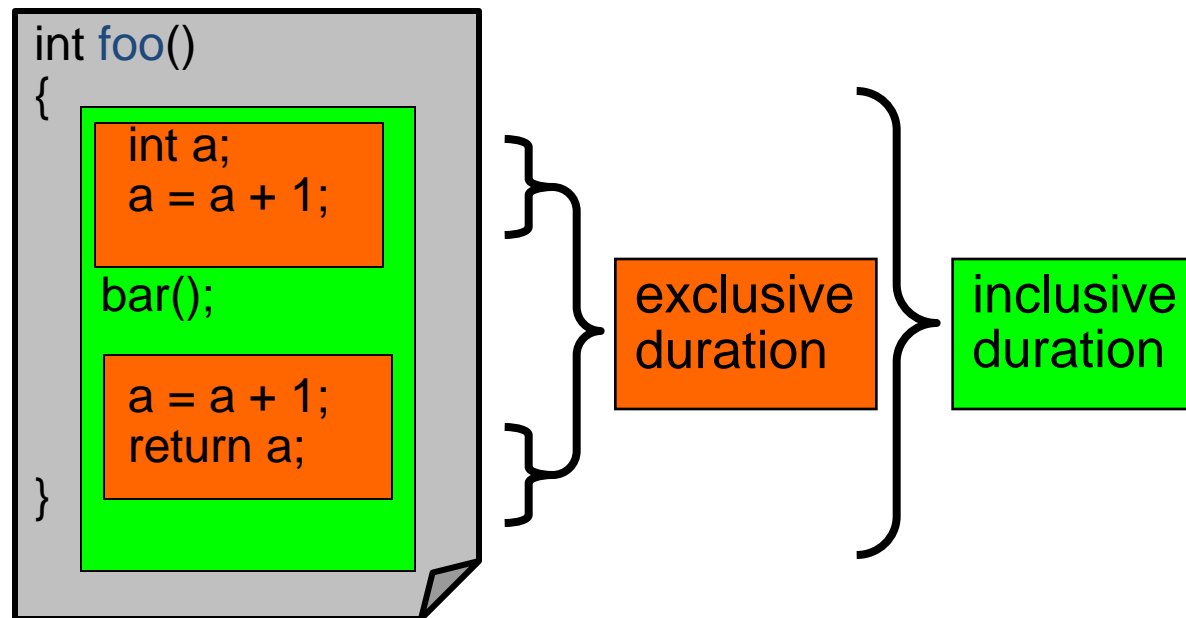 int foo()
{
int a;
a = a + 1;
bar();
a = a + 1;
return a;
}
exclusive
duration
inclusive
duration